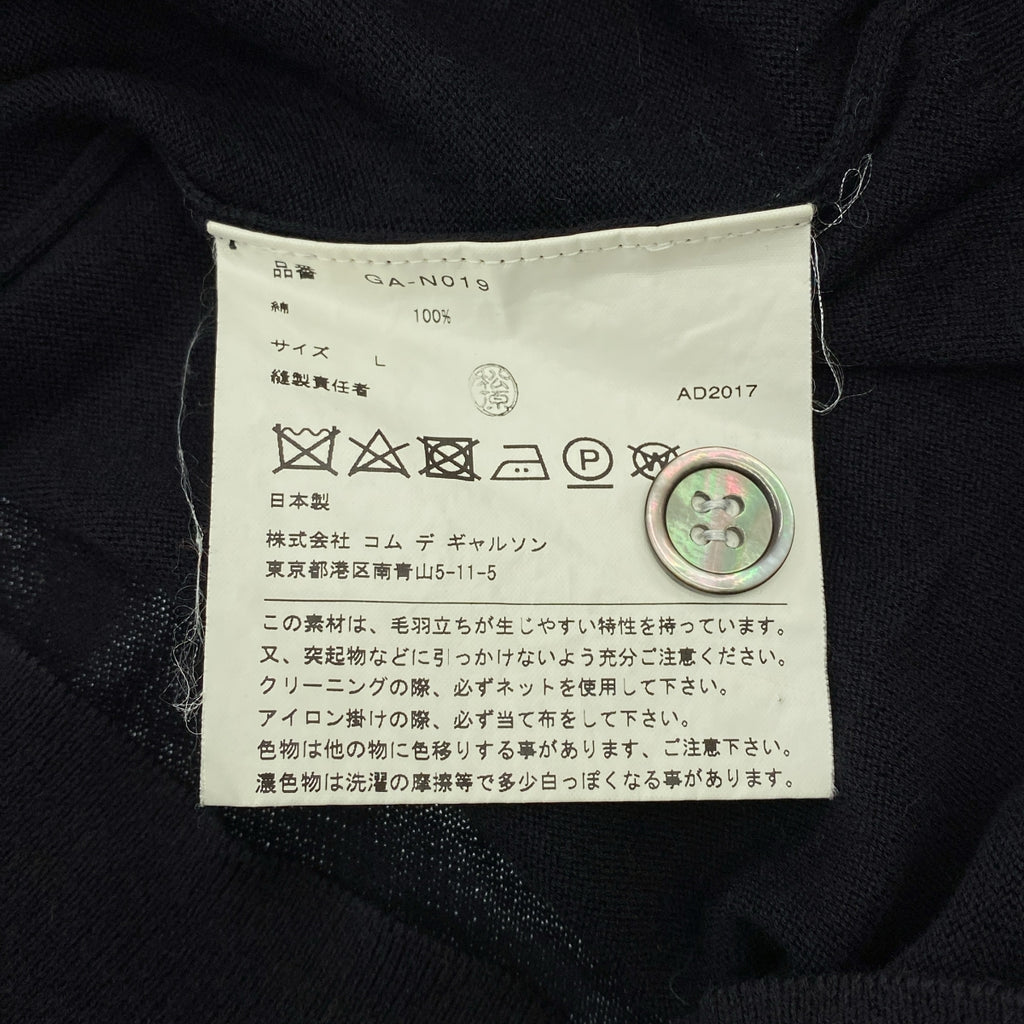 品番 GA-N019
綿 100%
サイズ L
縫製責任者 松原 AD2017
P W
日本製
株式会社 コム デ ギャルソン
東京都港区南青山5-11-5
この素材は、毛羽立ちが生じやすい特性を持っています。
又、突起物などに引っかけないよう充分ご注意ください。
クリーニングの際、必ずネットを使用して下さい。
アイロン掛けの際、必ず当て布をして下さい。
色物は他の物に色移りする事があります、ご注意下さい。
濃色物は洗濯の摩擦等で多少白っぽくなる事があります。